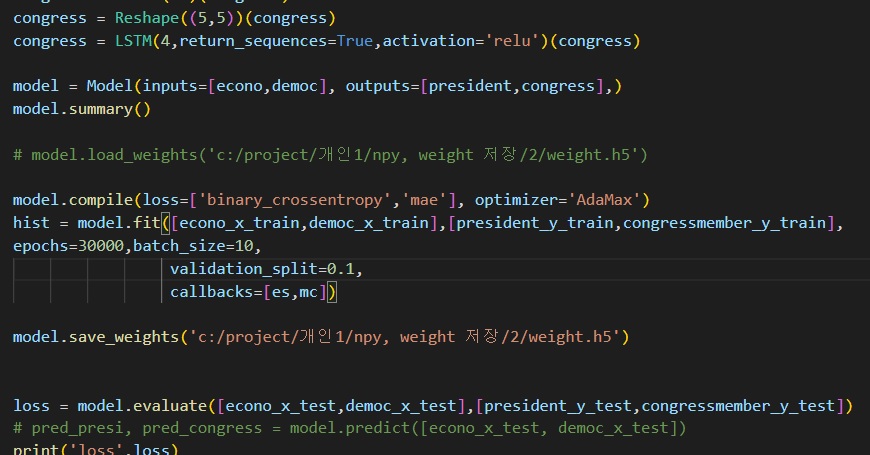 congress = Reshape((5,5))(congress)
congress = LSTM(4,return_sequences=True,activation='relu')(congress)
model = Model(inputs=[econo,democ], outputs=[president,congress],)
model.summary()
# model.load_weights('c:/project/개인1/npy, weight 저장/2/weight.h5')
model.compile(loss=['binary_crossentropy','mae'], optimizer='AdaMax')
hist = model.fit([econo_x_train,democ_x_train],[president_y_train,congressmember_y_train],
epochs=30000,batch_size=10,
validation_split=0.1,
callbacks=[es,mc])
model.save_weights('c:/project/개인1/npy, weight 저장/2/weight.h5')
loss = model.evaluate([econo_x_test,democ_x_test],[president_y_test,congressmember_y_test])
# pred_presi, pred_congress = model.predict([econo_x_test, democ_x_test])
print('loss',loss)